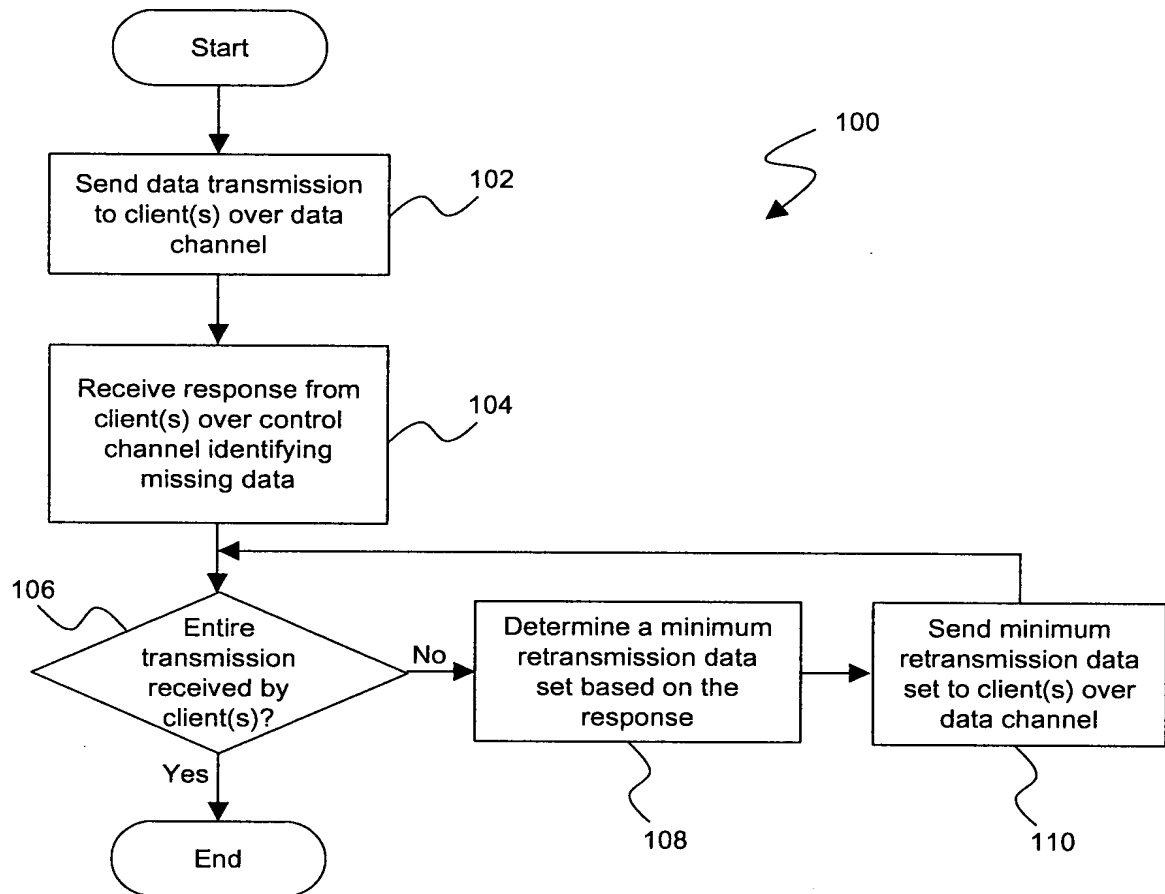 Start
100
Send data transmission
to client(s) over data
channel
102
Receive response from
client(s) over control
channel identifying
missing data
104
106
Entire
transmission
received by
client(s)?
No
Yes
Determine a minimum
retransmission data
set based on the
response
108
Send minimum
retransmission data
set to client(s) over
data channel
110
End